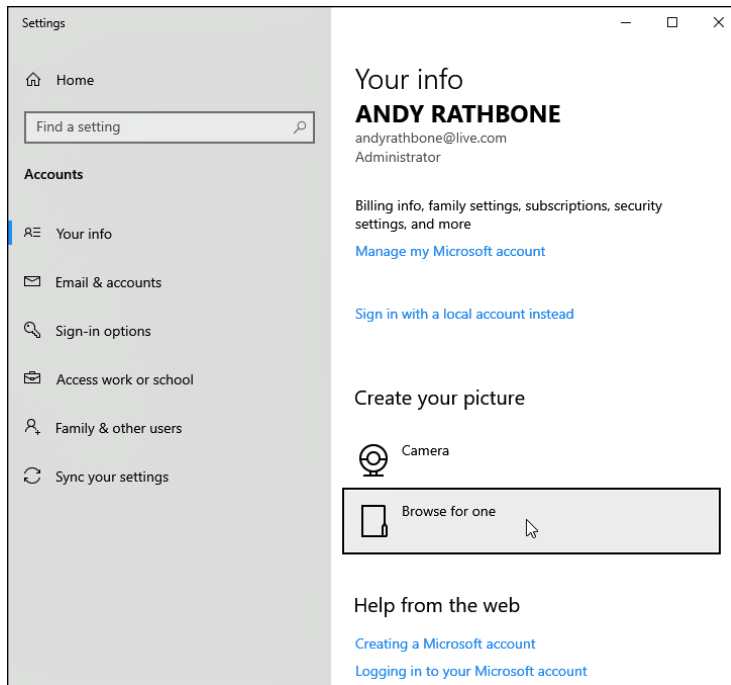 Settings
Home
Find a setting
Accounts
Your info
Email & accounts
Sign-in options
Access work or school
Family & other users
Sync your settings
Your info
ANDY RATHBONE
andyrathbone@live.com
Administrator
Billing info, family settings, subscriptions, security
settings, and more
Manage my Microsoft account
Sign in with a local account instead
Create your picture
Camera
Browse for one
Help from the web
Creating a Microsoft account
Logging in to your Microsoft account